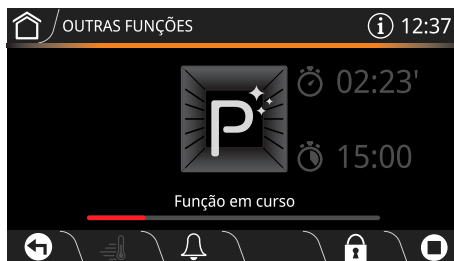 OUTRAS FUNÇÕES
i 12:37
P
02:23'
15:00
Função em curso